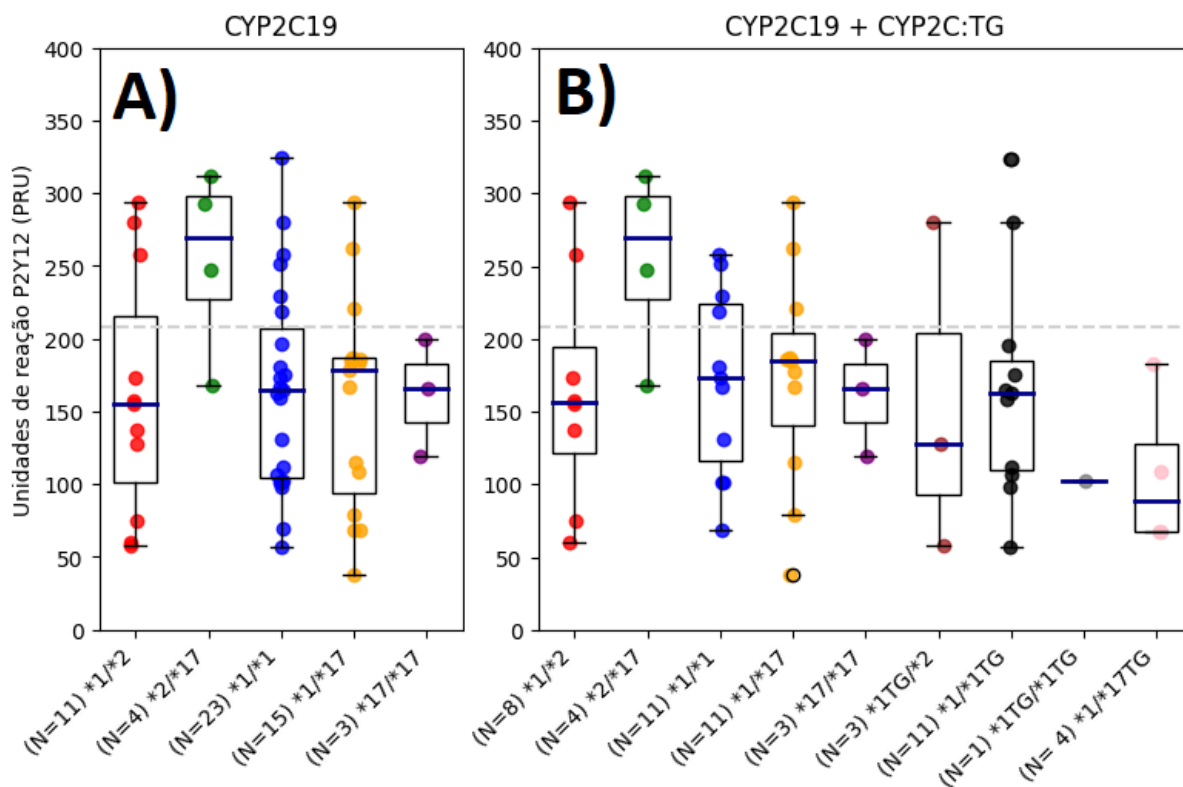 CYP2C19
CYP2C19 + CYP2C:TG
A)
B)
Unidades de reação P2Y12 (PRU)
400
350
300
250
200
150
100
50
0
400
350
300
250
200
150
100
50
0
(N=11) *1/*2
(N=4) *2/*17
(N=23) *1/*1
(N=15) *1/*17
(N=3) *17/*17
(N=8) *1/*2
(N=4) *2/*17
(N=11) *1/*1
(N=11) *1/*17
(N=3) *17/*17
(N=3) *1TG/*2
(N=11) *1/*1TG
(N=1) *1TG/*1TG
(N= 4) *1/*17TG